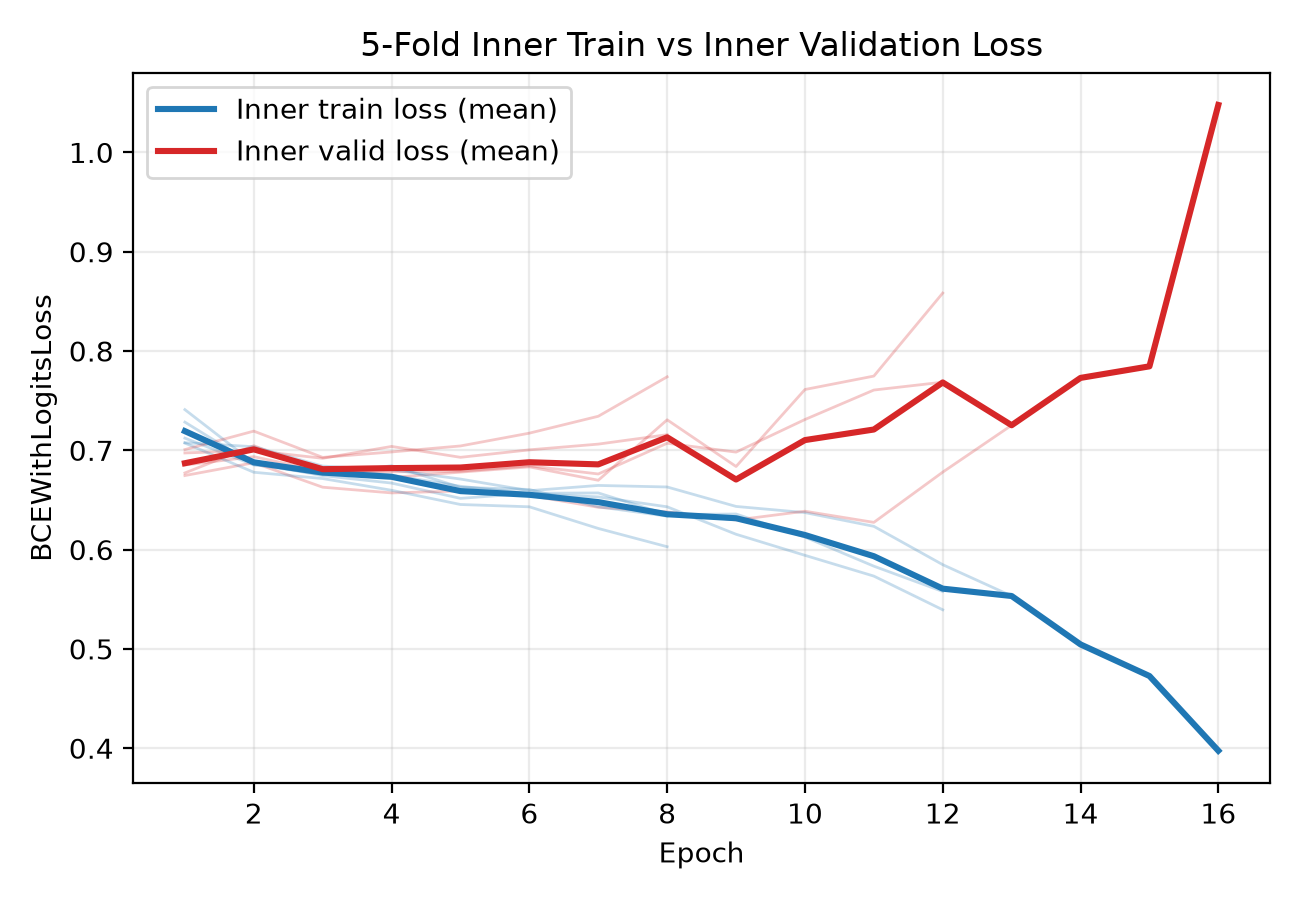 5-Fold Inner Train vs Inner Validation Loss
Inner train loss (mean)
Inner valid loss (mean)
1.0
0.9
0.8
0.7
0.6
0.5
0.4
BCEWithLogitsLoss
2 4 6 8 10 12 14 16
Epoch